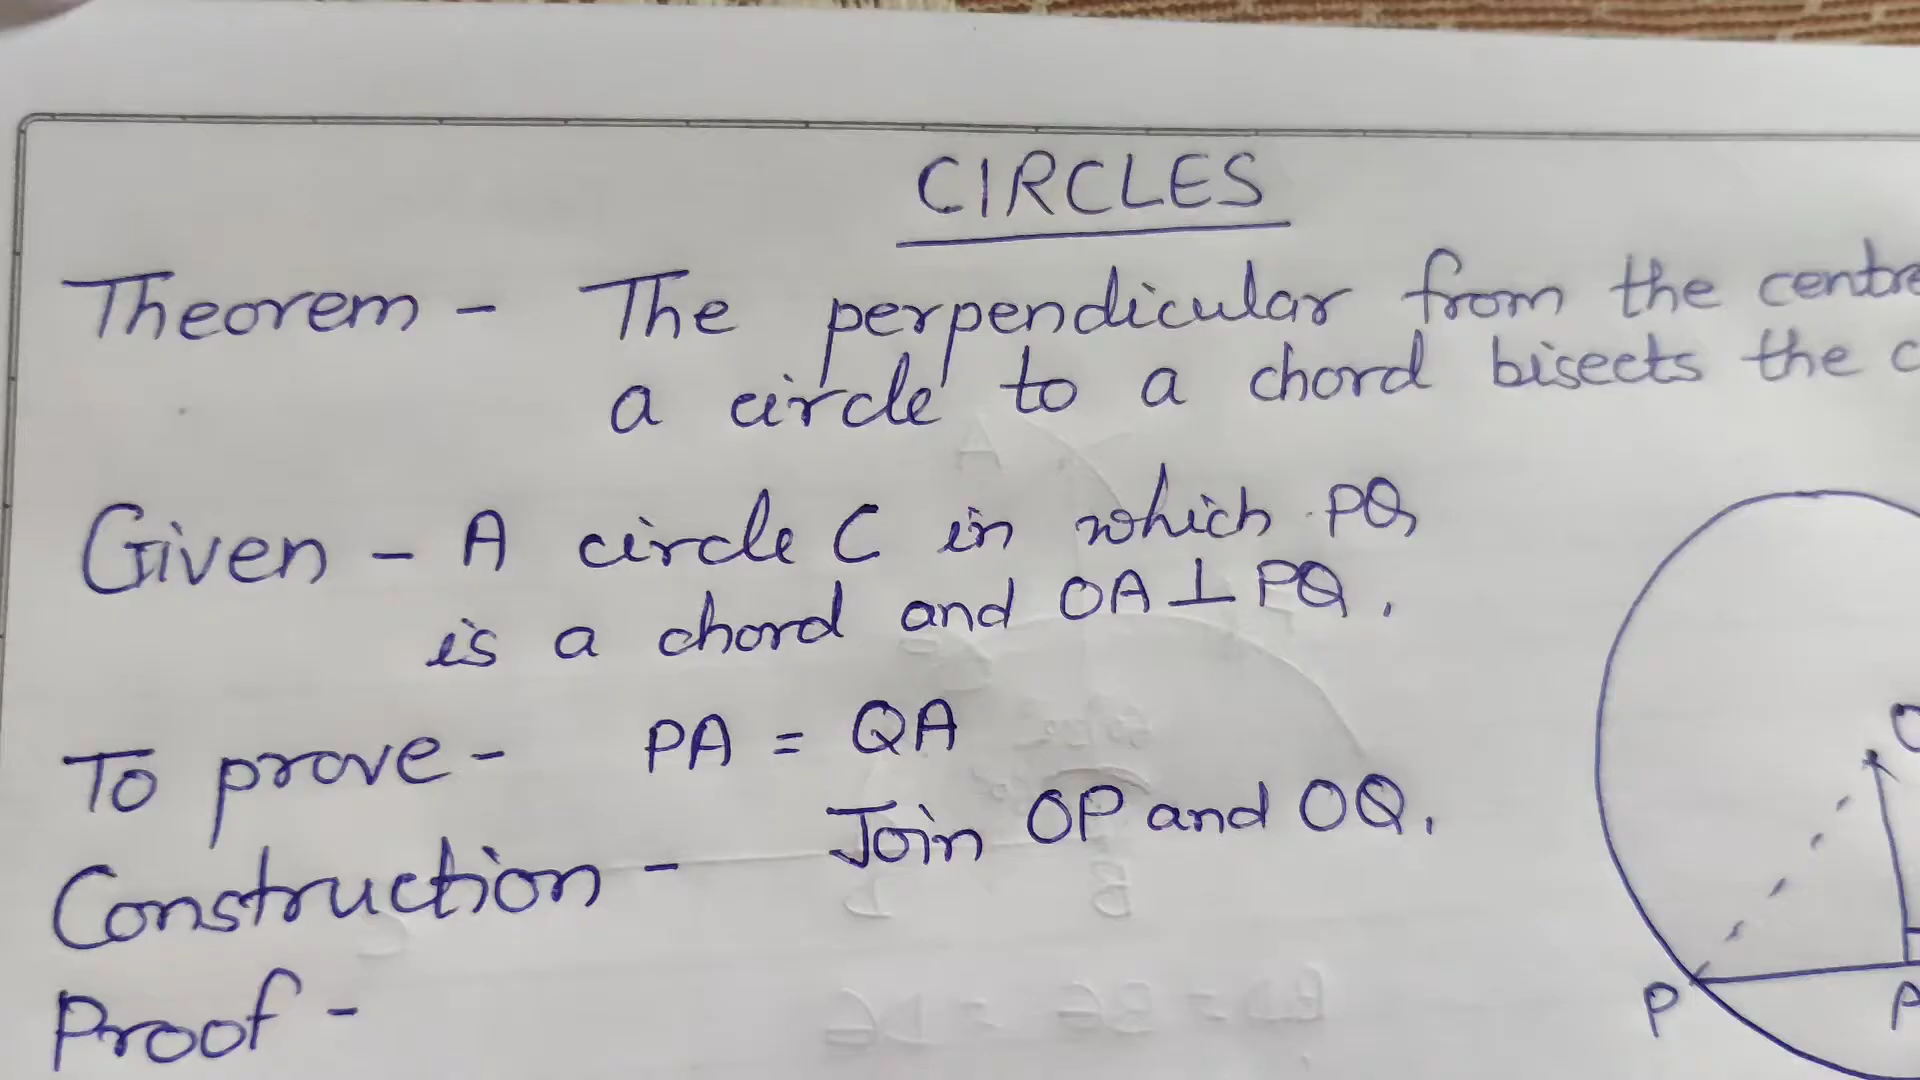 CIRCLES
Theorem - The perpendicular from the centre
a circle to a chord bisects the
Given - A circle C in which PQ
is a chord and OA ⊥ PQ.
To prove - PA = QA
Construction - Join OP and OQ.
Proof -
P